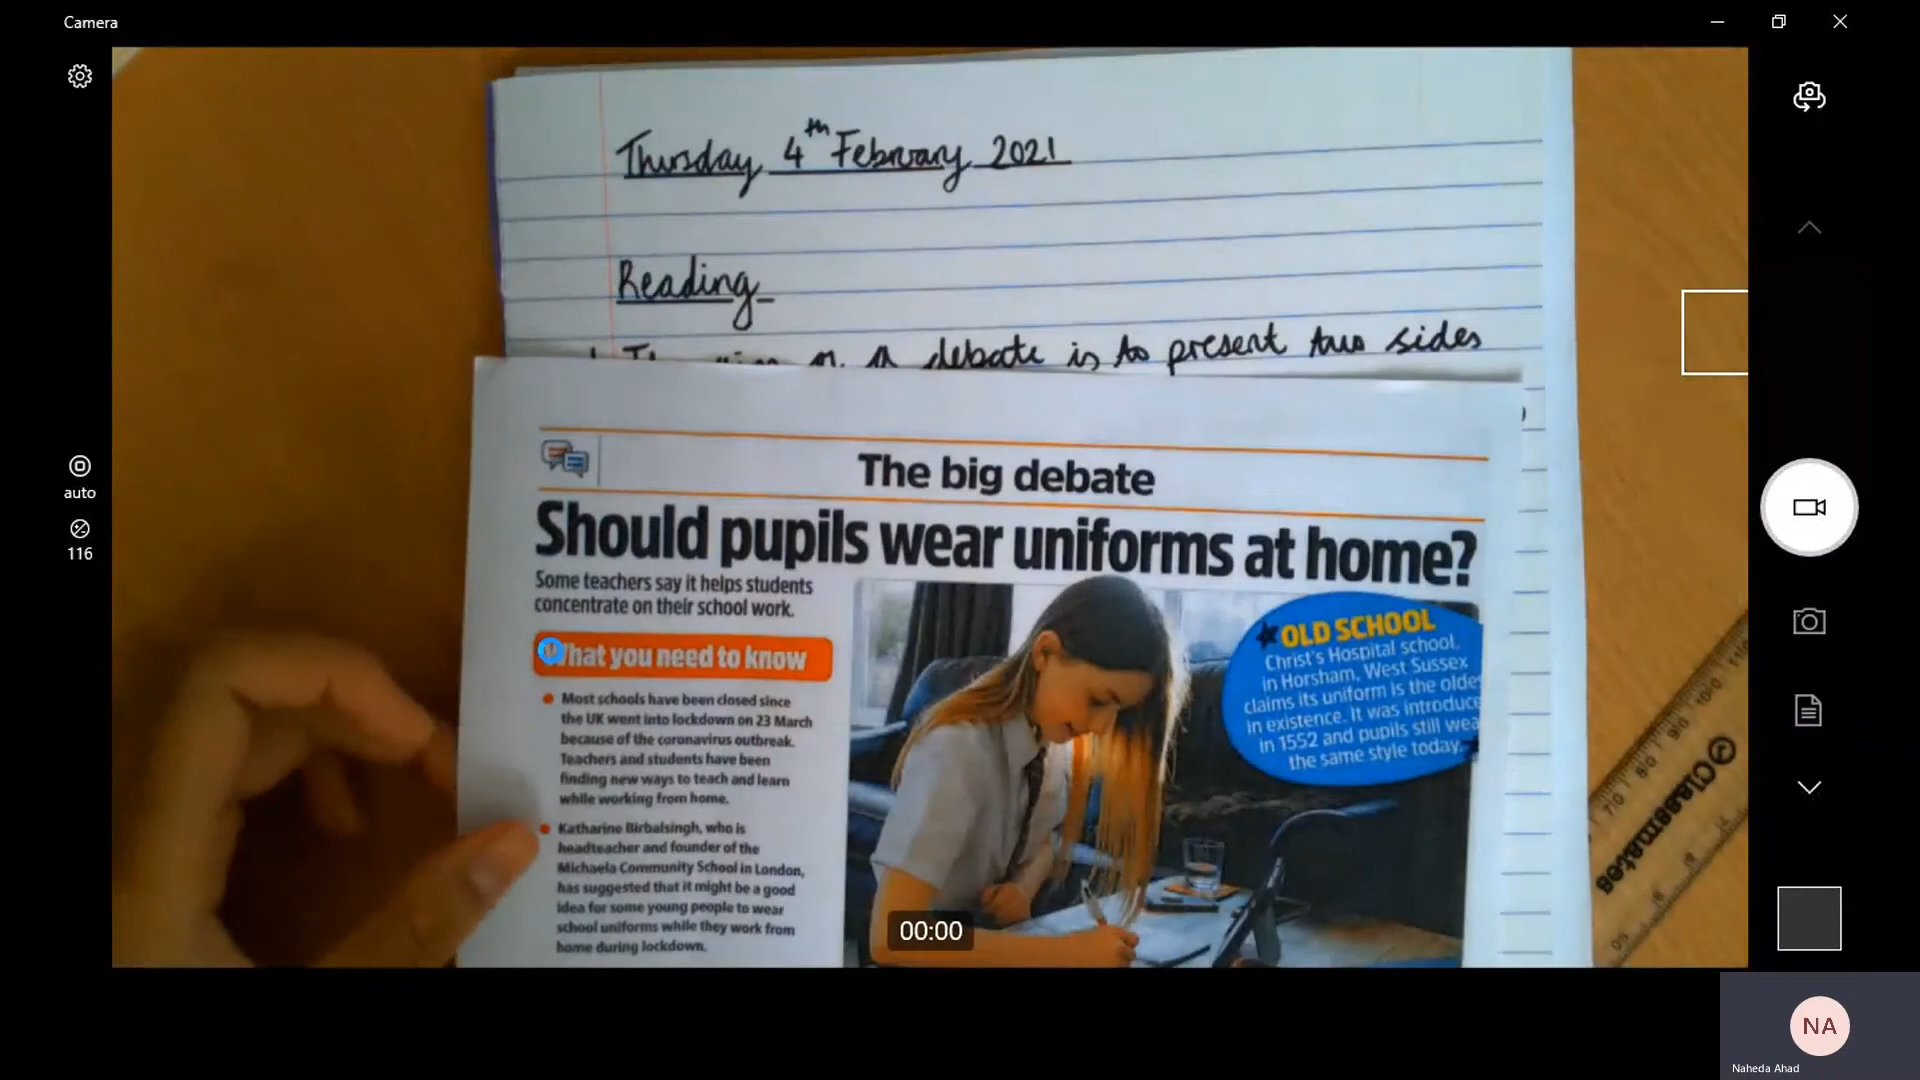 Camera
Thursday 4th February 2021
Reading
debate is to present two sides
The big debate
Should pupils wear uniforms at home?
Some teachers say it helps students
concentrate on their school work.
What you need to know
Most schools have been closed since
the UK went into lockdown on 23 March
because of the coronavirus outbreak.
Teachers and students have been
finding new ways to teach and learn
while working from home.
Katharine Birbalsingh, who is
headteacher and founder of the
Michaela Community School in London,
has suggested that it might be a good
idea for some young people to wear
school uniforms while they work from
home during lockdown.
OLD SCHOOL
Christ's Hospital school,
in Horsham, West Sussex
claims its uniform is the olde
in existence. It was introduce
in 1552 and pupils still wea
the same style today.
auto
116
00:00
Classmates
NA
Naheda Ahad